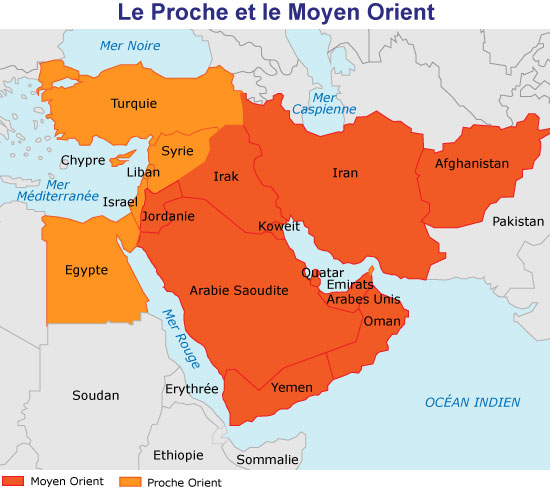 Le Proche et le Moyen Orient
Mer Noire
Turquie
Mer
Caspienne
Chypre
Syrie
Liban
Mer
Méditerranée
Israel
Irak
Iran
Afghanistan
Jordanie
Koweit
Pakistan
Egypte
Arabie Saoudite
Quatar
Emirats
Arabes Unis
Oman
Mer Rouge
Soudan
Erythrée
Yemen
OCÉAN INDIEN
Ethiopie
Sommalie
Moyen Orient
Proche Orient